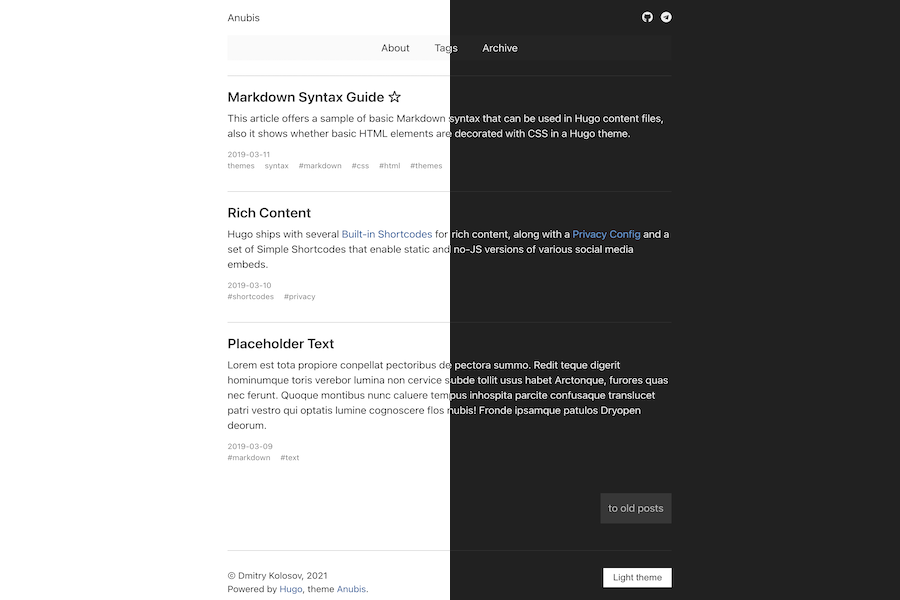 Anubis
About Tags Archive
Markdown Syntax Guide ☆
This article offers a sample of basic Markdown syntax that can be used in Hugo content files,
also it shows whether basic HTML elements are decorated with CSS in a Hugo theme.
2019-03-11
themes syntax #markdown #css #html #themes
Rich Content
Hugo ships with several Built-in Shortcodes for rich content, along with a Privacy Config and a
set of Simple Shortcodes that enable static and no-JS versions of various social media
embeds.
2019-03-10
#shortcodes #privacy
Placeholder Text
Lorem est tota propiore conpellat pectoribus de pectora summo. Redit teque digerit
hominumque toris verebor lumina non cervice subde tollit usus habet Arctonque, furores quas
nec ferunt. Quoque montibus nunc caluere tempus inhospita parcite confusaque translucet
patri vestro qui optatis lumine cognoscere flos nubis! Fronde ipsamque patulos Dryopen
deorum.
2019-03-09
#markdown #text
to old posts
© Dmitry Kolosov, 2021
Light theme
Powered by Hugo, theme Anubis.